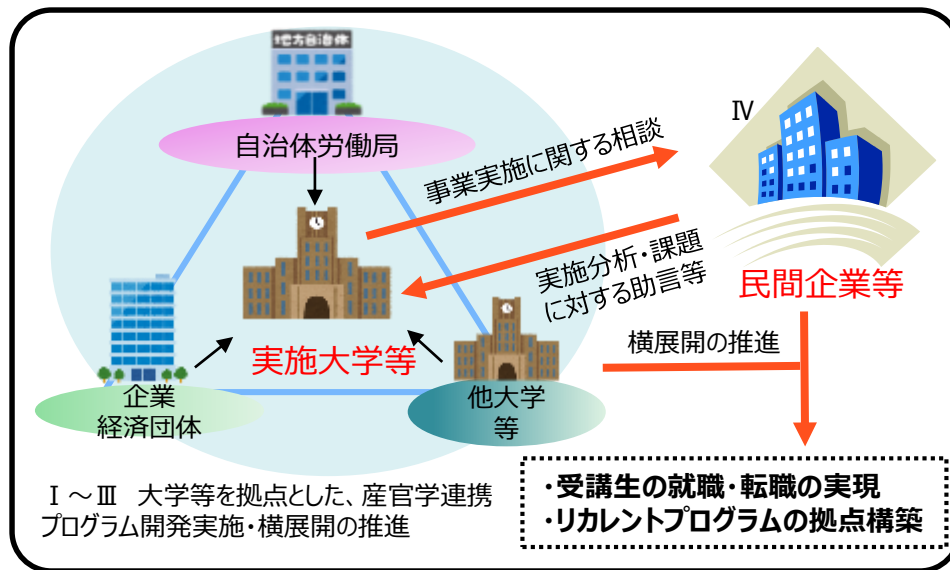 地方自治体
自治体労働局
Ⅳ
事業実施に関する相談
実施分析・課題
に対する助言等
民間企業等
実施大学等
横展開の推進
企業
経済団体
他大学
等
Ⅰ～Ⅲ 大学等を拠点とした、産官学連携
プログラム開発実施・横展開の推進
・受講生の就職・転職の実現
・リカレントプログラムの拠点構築